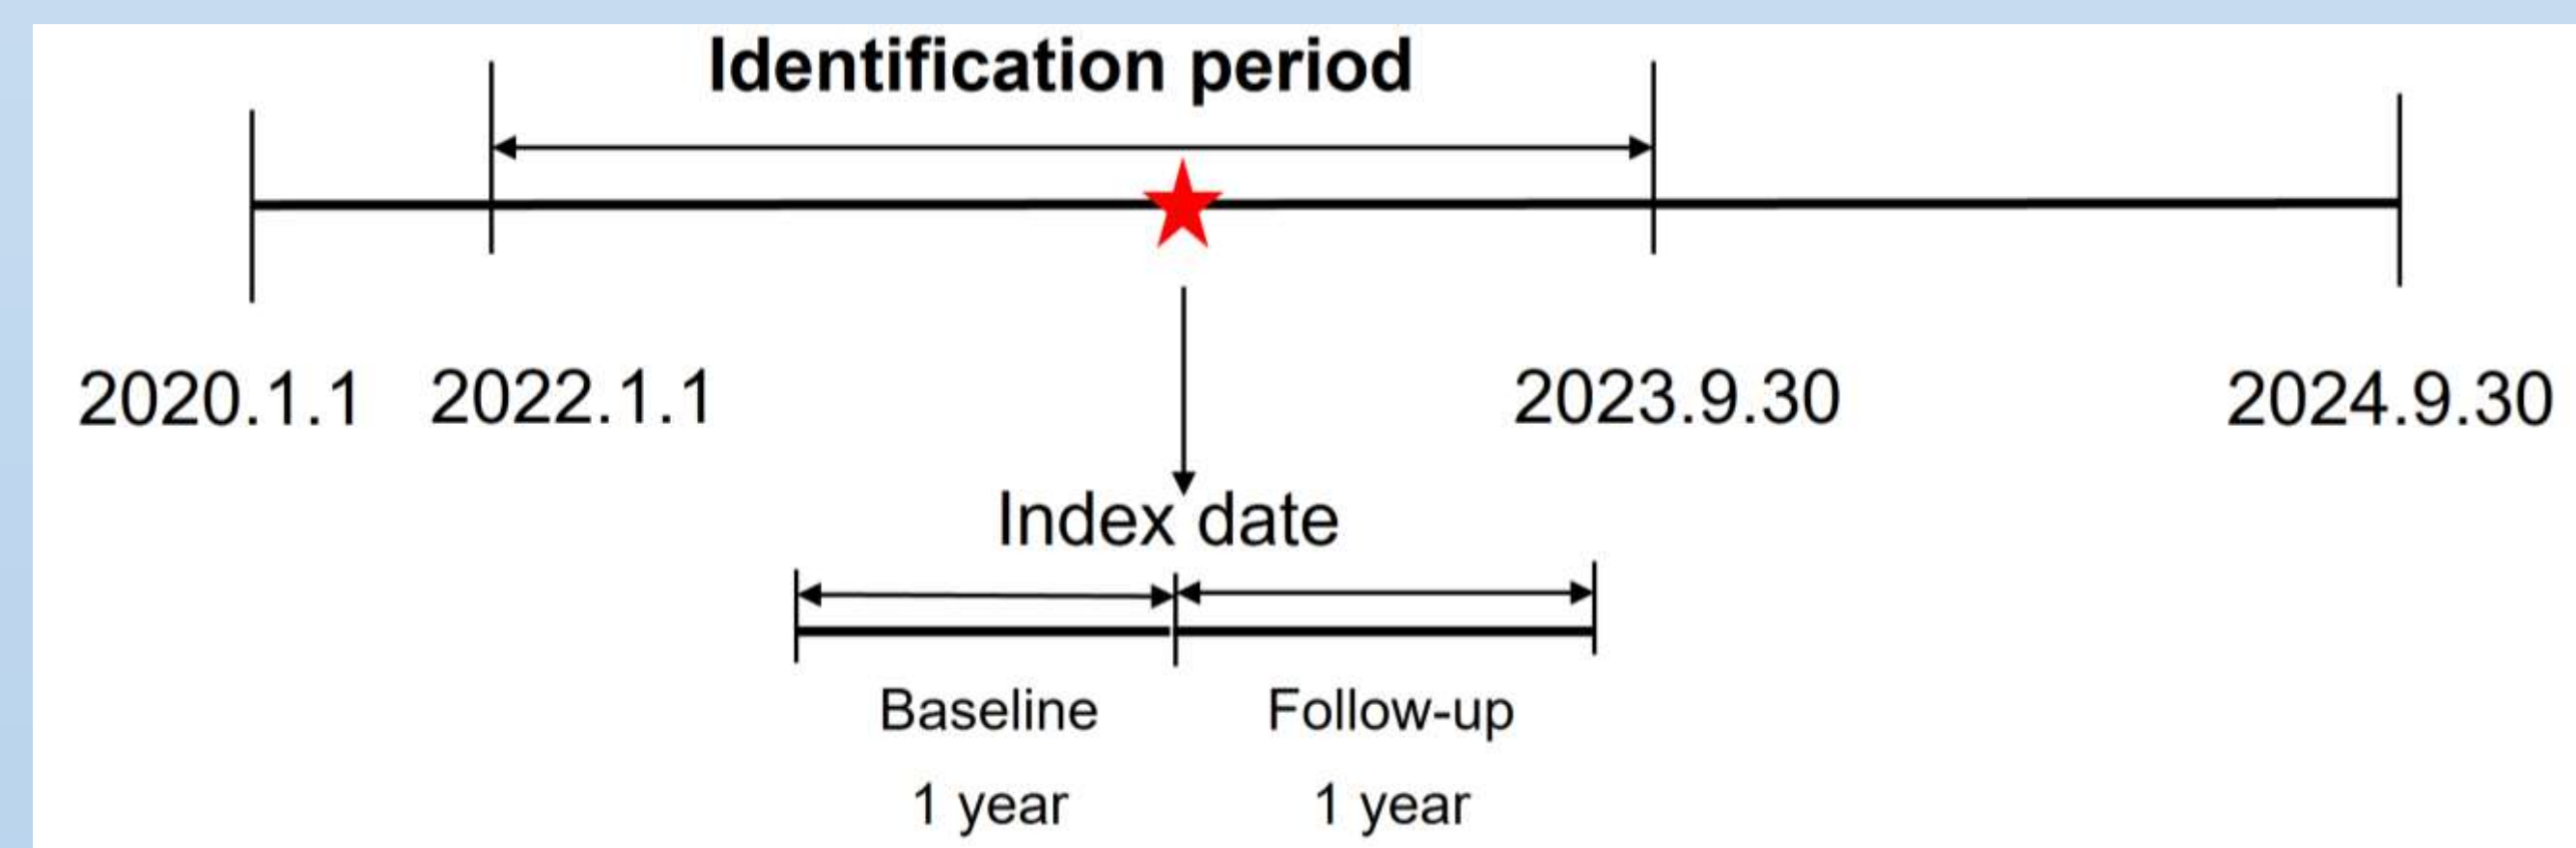 Identification period
2020.1.1 2022.1.1 2023.9.30 2024.9.30
Index date
Baseline Follow-up
1 year 1 year